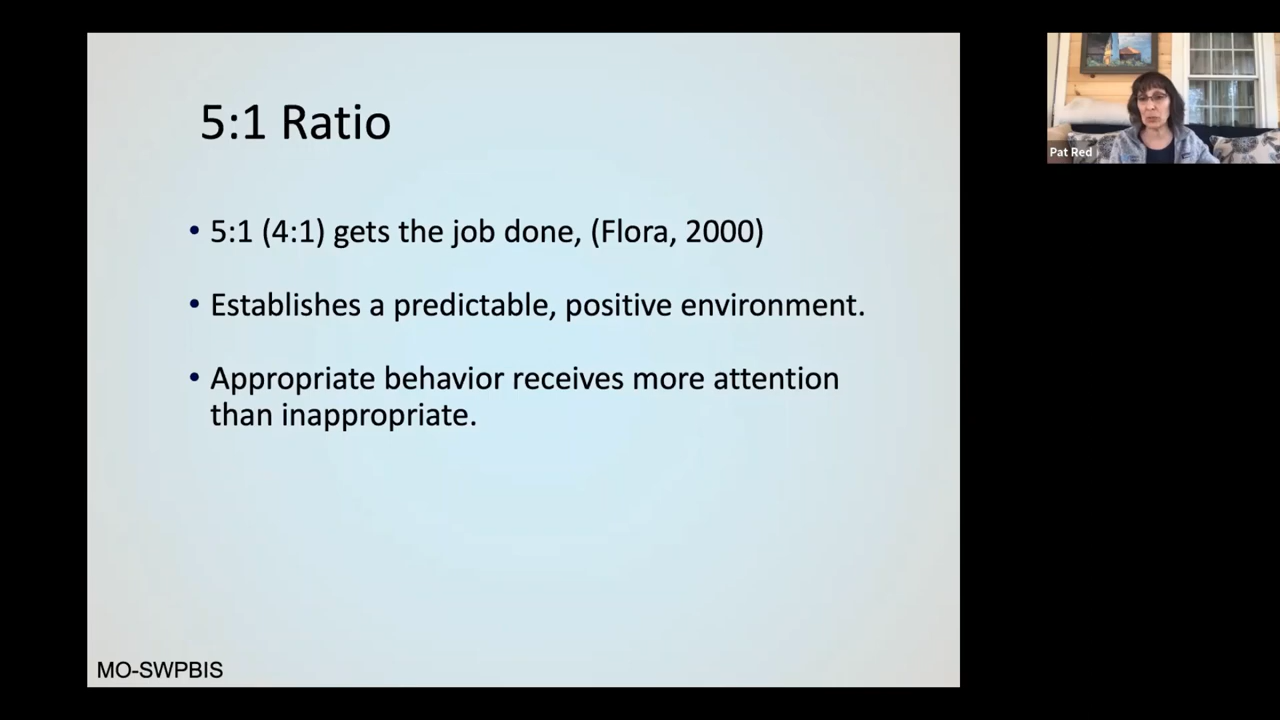 5:1 Ratio
• 5:1 (4:1) gets the job done, (Flora, 2000)
• Establishes a predictable, positive environment.
• Appropriate behavior receives more attention
than inappropriate.
MO-SWPBIS
Pat Red